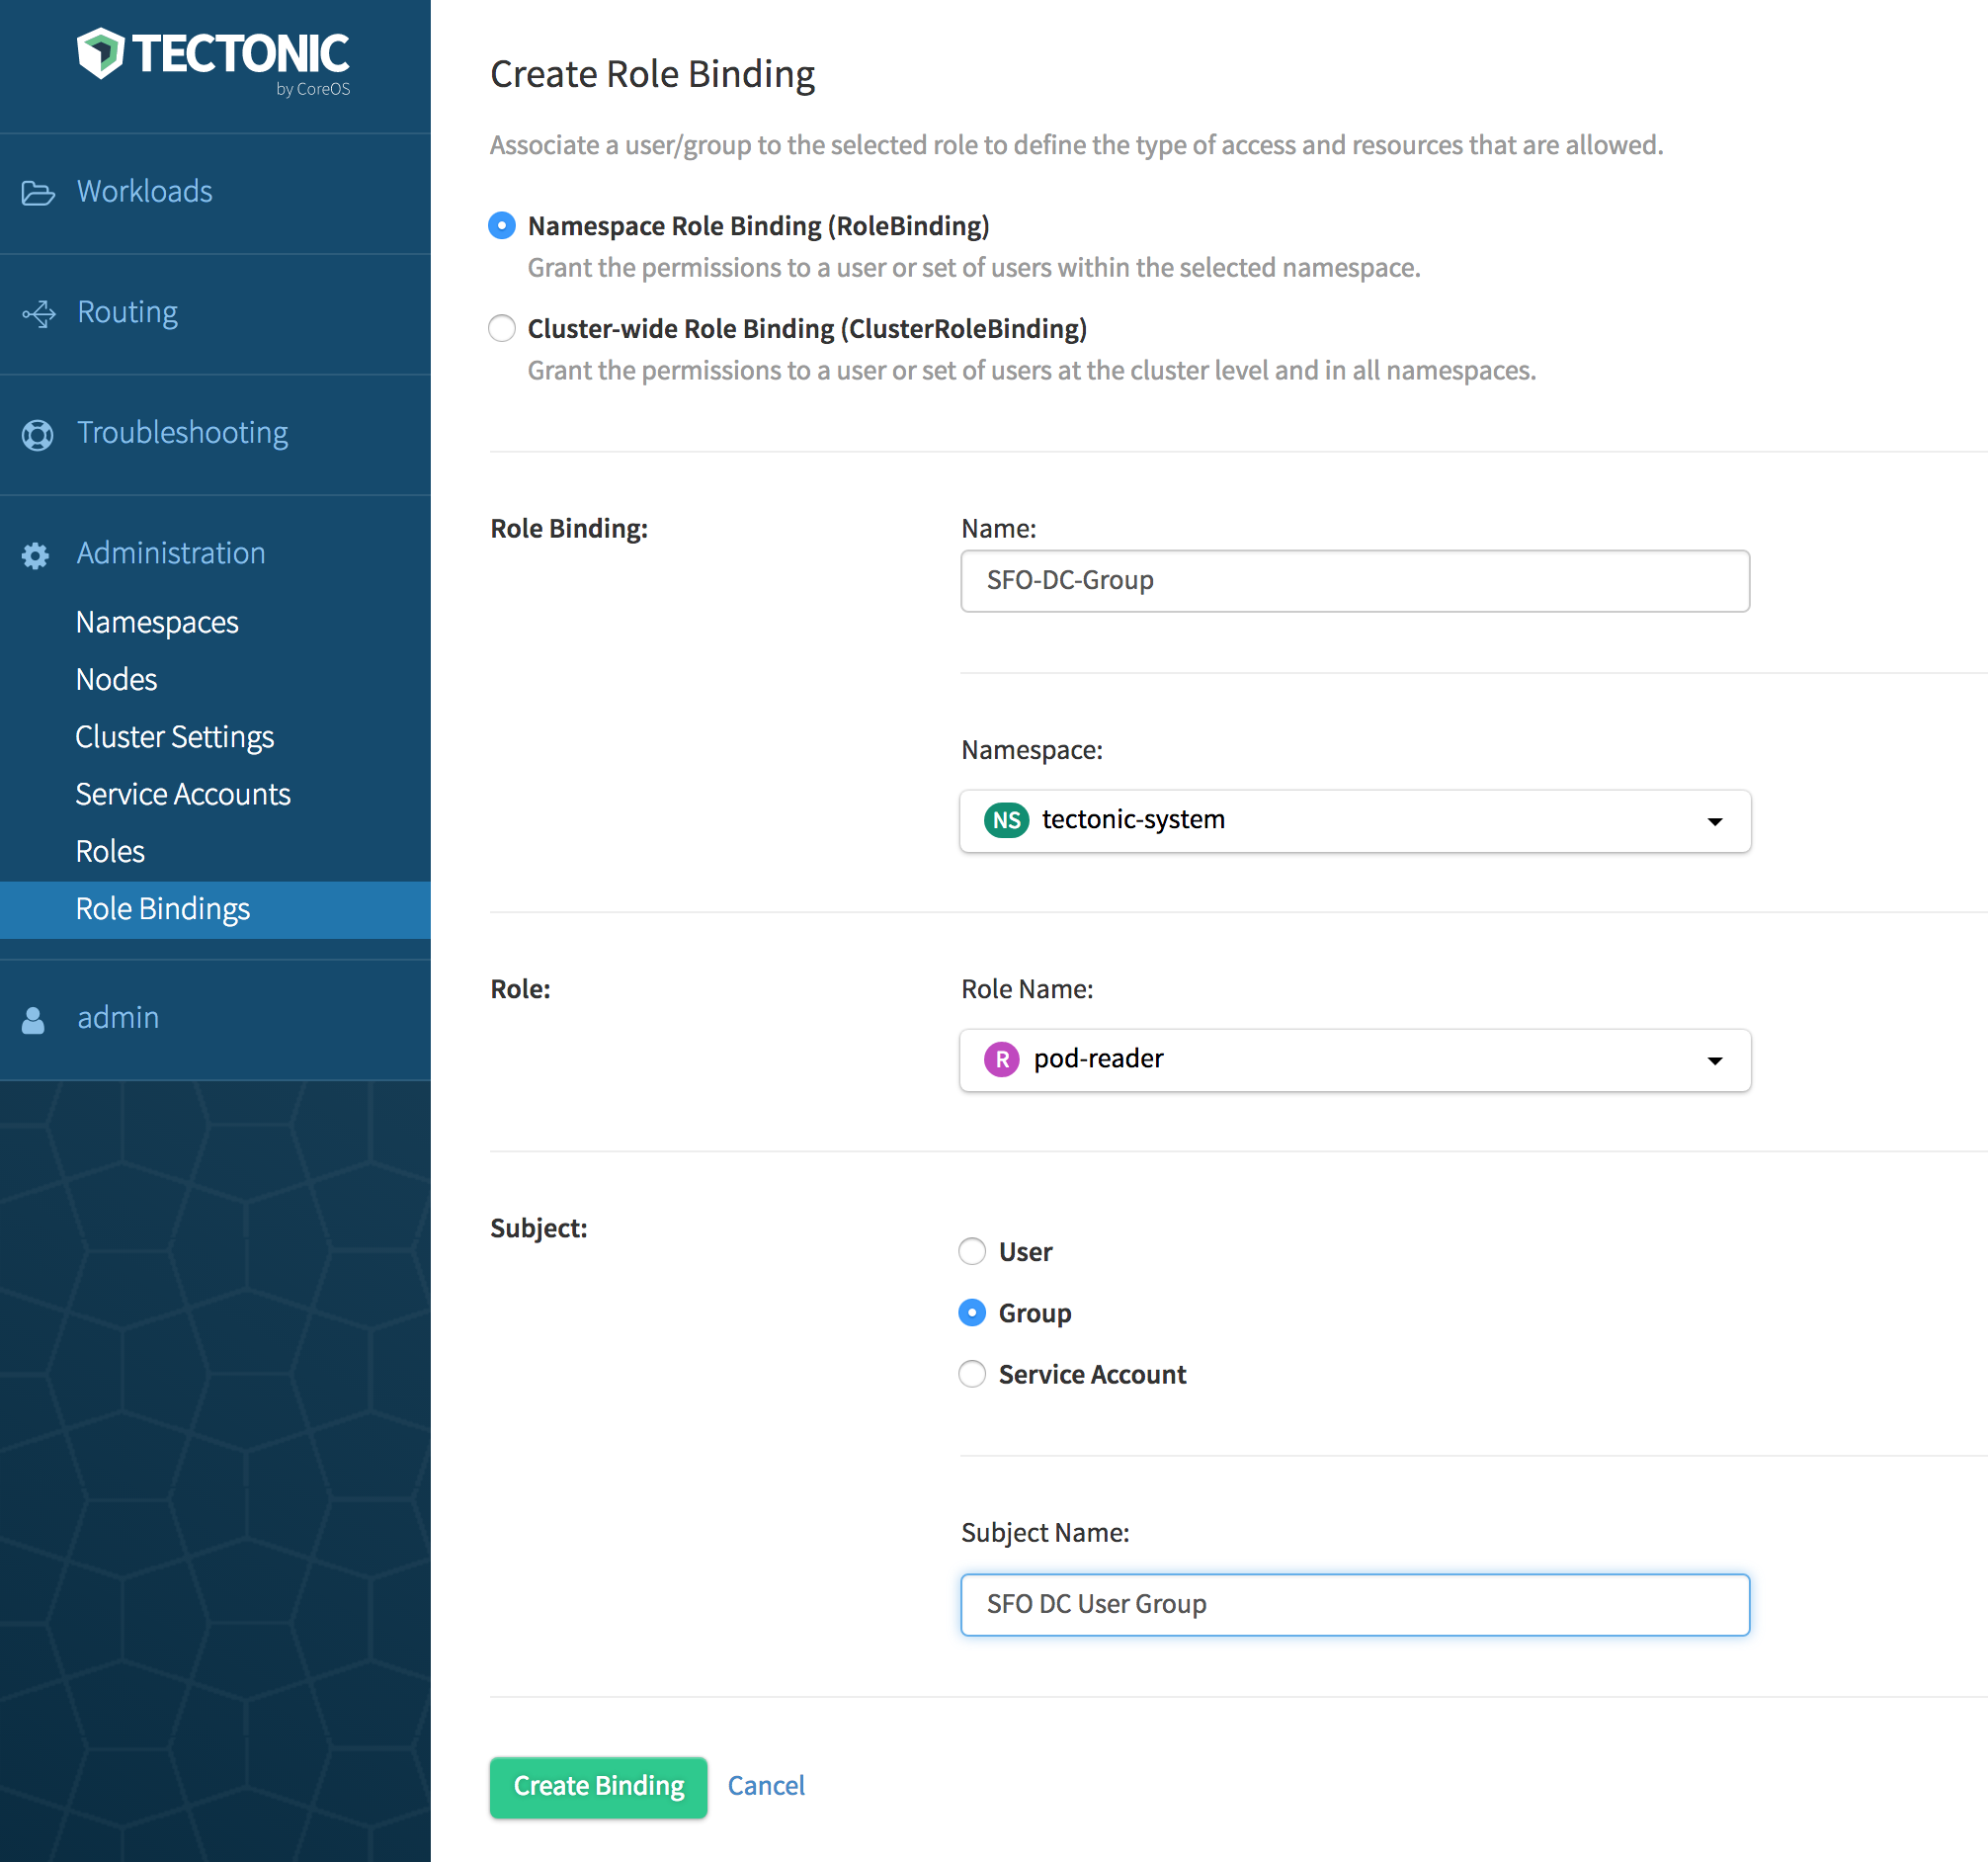 TECTONIC
by CoreOS
Workloads
Routing
Troubleshooting
Administration
Namespaces
Nodes
Cluster Settings
Service Accounts
Roles
Role Bindings
admin
Create Role Binding
Associate a user/group to the selected role to define the type of access and resources that are allowed.
Namespace Role Binding (RoleBinding)
Grant the permissions to a user or set of users within the selected namespace.
Cluster-wide Role Binding (ClusterRoleBinding)
Grant the permissions to a user or set of users at the cluster level and in all namespaces.
Role Binding:
Name:
SFO-DC-Group
Namespace:
NS tectonic-system
Role:
Role Name:
R pod-reader
Subject:
User
Group
Service Account
Subject Name:
SFO DC User Group
Create Binding Cancel